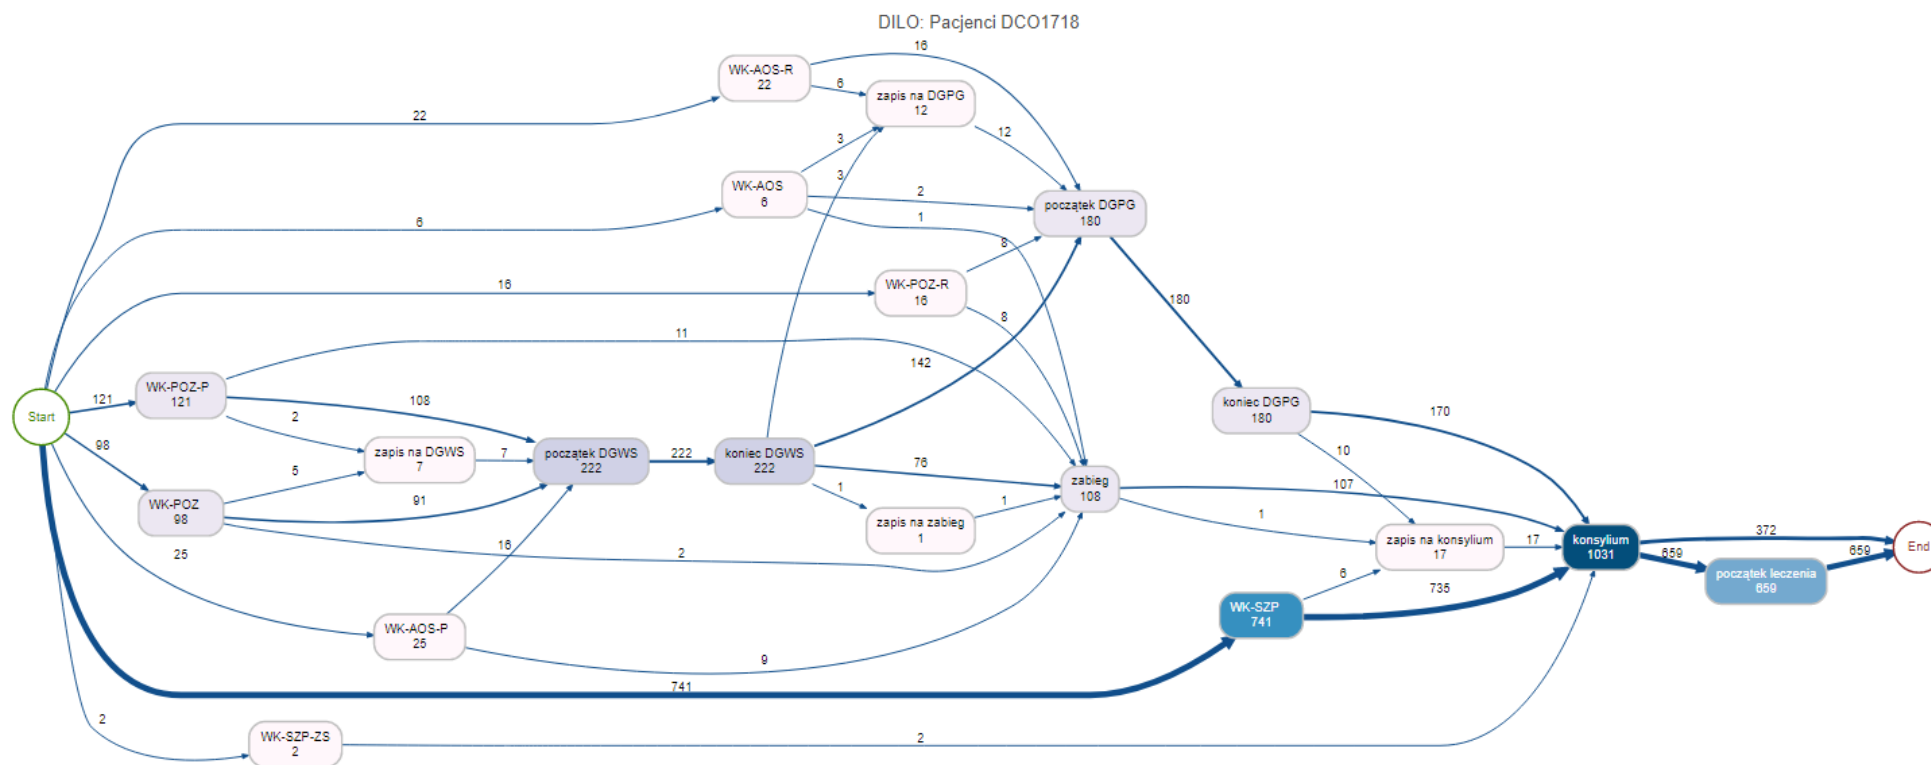 DILO: Pacjenci DCO1718
16
WK-AOS-R
22
6
zapis na DGPG
12
22
12
3
WK-AOS
6
3
2
początek DGPG
180
1
6
8
WK-POZ-R
16
16
180
8
11
142
WK-POZ-P
121
koniec DGPG
180
121
108
170
Start
2
98
zapis na DGWS
7
7
początek DGWS
222
222
koniec DGWS
222
76
10
5
zabieg
108
107
WK-POZ
98
91
1
1
zapis na zabieg
1
1
372
zapis na konsylium
17
17
konsylium
1031
End
16
2
25
659
659
początek leczenia
659
6
735
WK-SZP
741
WK-AOS-P
25
9
741
2
WK-SZP-ZS
2
2